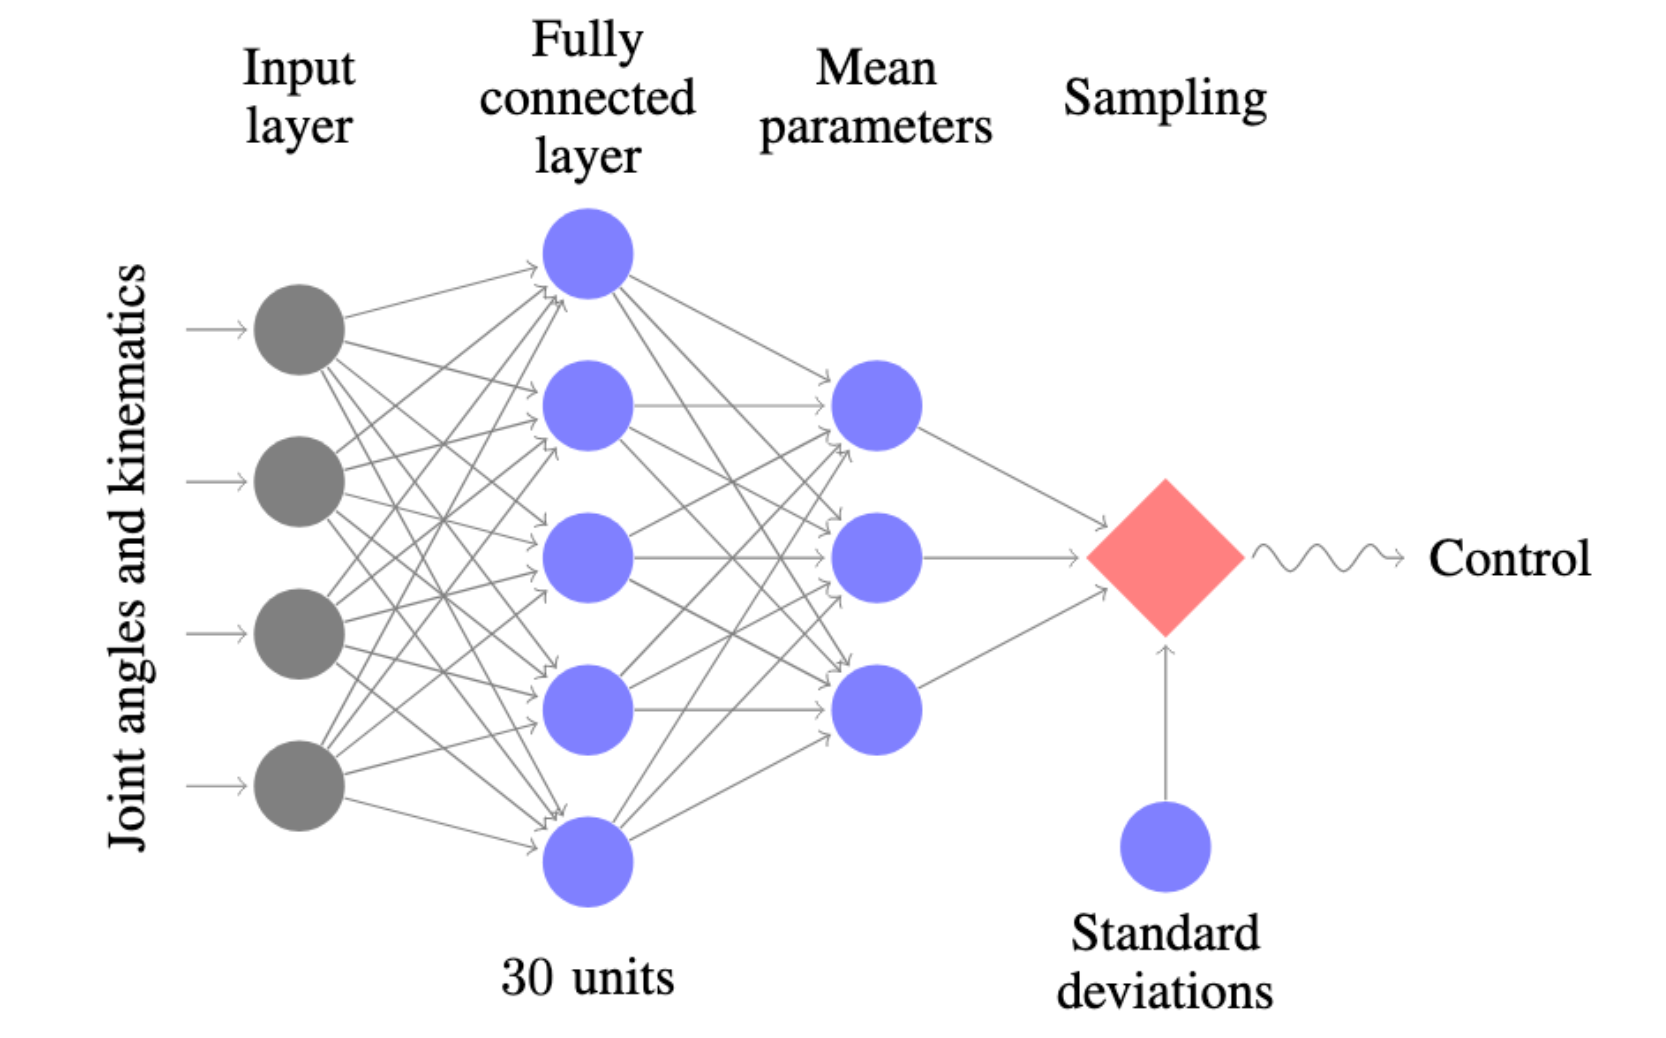 Input
layer
Fully
connected
layer
Mean
parameters
Sampling
Joint angles and kinematics
Control
30 units
Standard
deviations